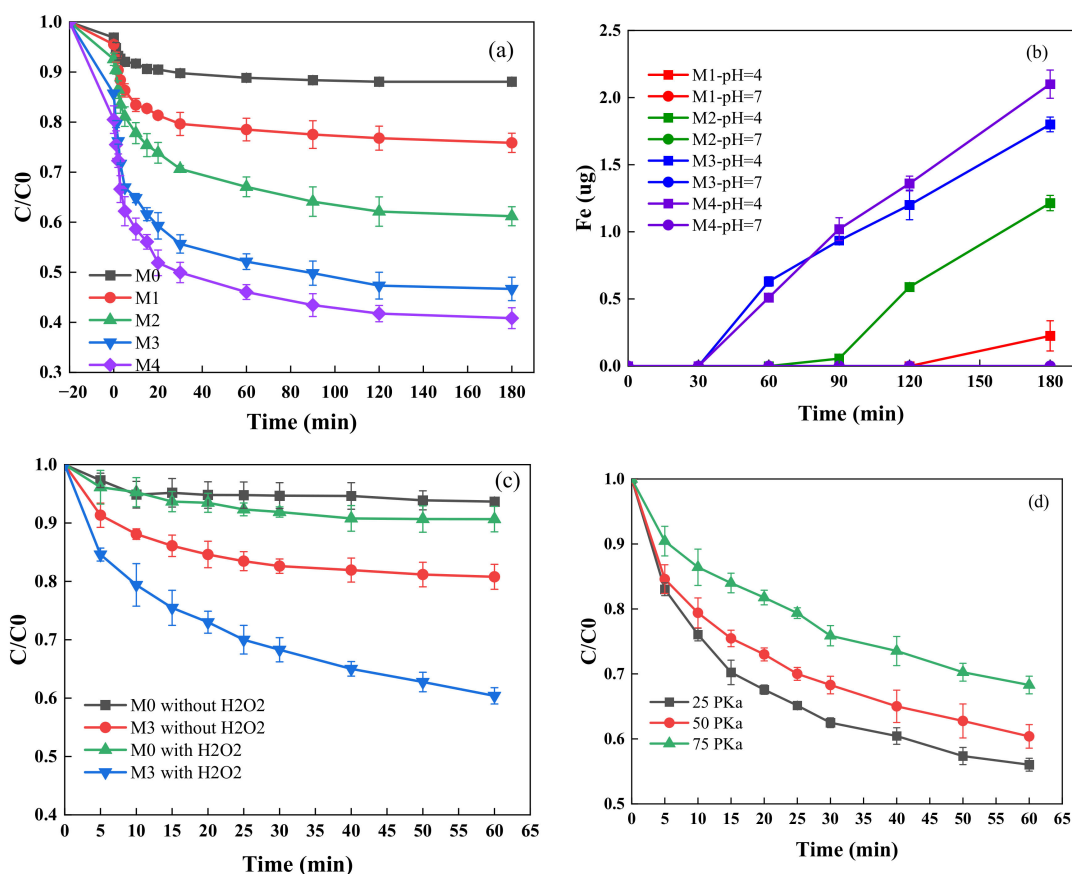 (a)
C/C0
1.0
0.9
0.8
0.7
0.6
0.5
0.4
0.3
M0
M1
M2
M3
M4
−20 0 20 40 60 80 100 120 140 160 180
Time (min)
(b)
Fe (ug)
2.5
2.0
1.5
1.0
0.5
0.0
M1-pH=4
M1-pH=7
M2-pH=4
M2-pH=7
M3-pH=4
M3-pH=7
M4-pH=4
M4-pH=7
0 30 60 90 120 150 180
Time (min)
(c)
C/C0
1.0
0.9
0.8
0.7
0.6
0.5
0.4
M0 without H2O2
M3 without H2O2
M0 with H2O2
M3 with H2O2
0 5 10 15 20 25 30 35 40 45 50 55 60 65
Time (min)
(d)
C/C0
1.0
0.9
0.8
0.7
0.6
0.5
25 PKa
50 PKa
75 PKa
0 5 10 15 20 25 30 35 40 45 50 55 60 65
Time (min)